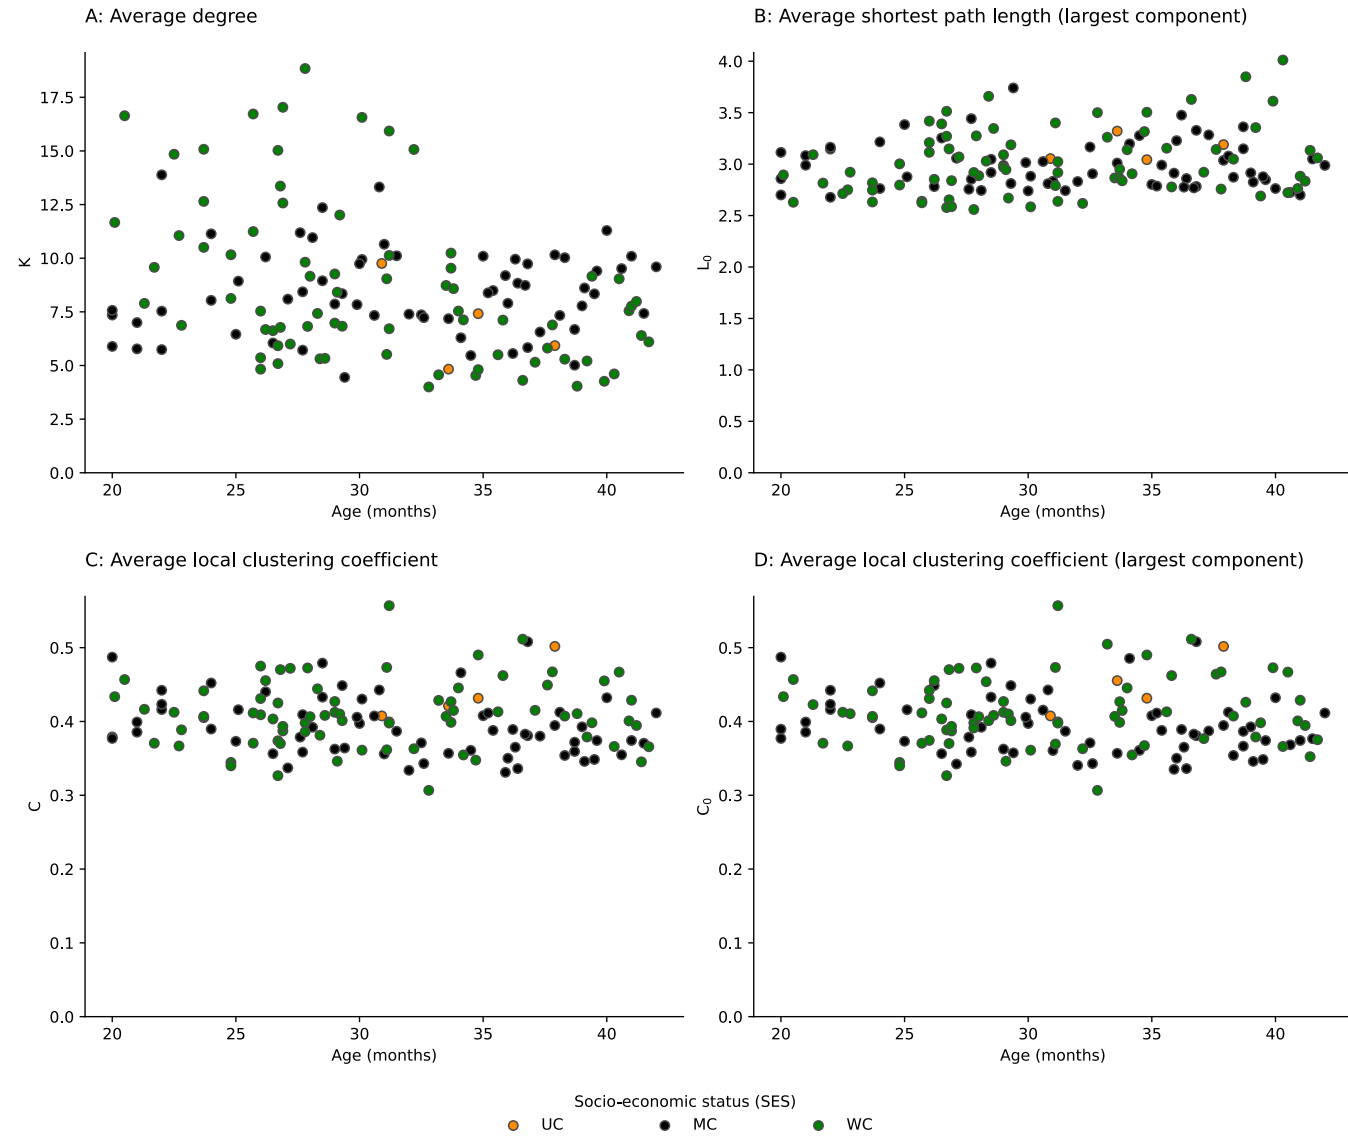 A: Average degree
17.5
15.0
12.5
10.0
7.5
5.0
2.5
0.0
K
20 25 30 35 40
Age (months)
B: Average shortest path length (largest component)
4.0
3.5
3.0
2.5
2.0
1.5
1.0
0.5
0.0
L₀
20 25 30 35 40
Age (months)
C: Average local clustering coefficient
0.5
0.4
0.3
0.2
0.1
0.0
C
20 25 30 35 40
Age (months)
D: Average local clustering coefficient (largest component)
0.5
0.4
0.3
0.2
0.1
0.0
C₀
20 25 30 35 40
Age (months)
Socio-economic status (SES)
UC MC WC